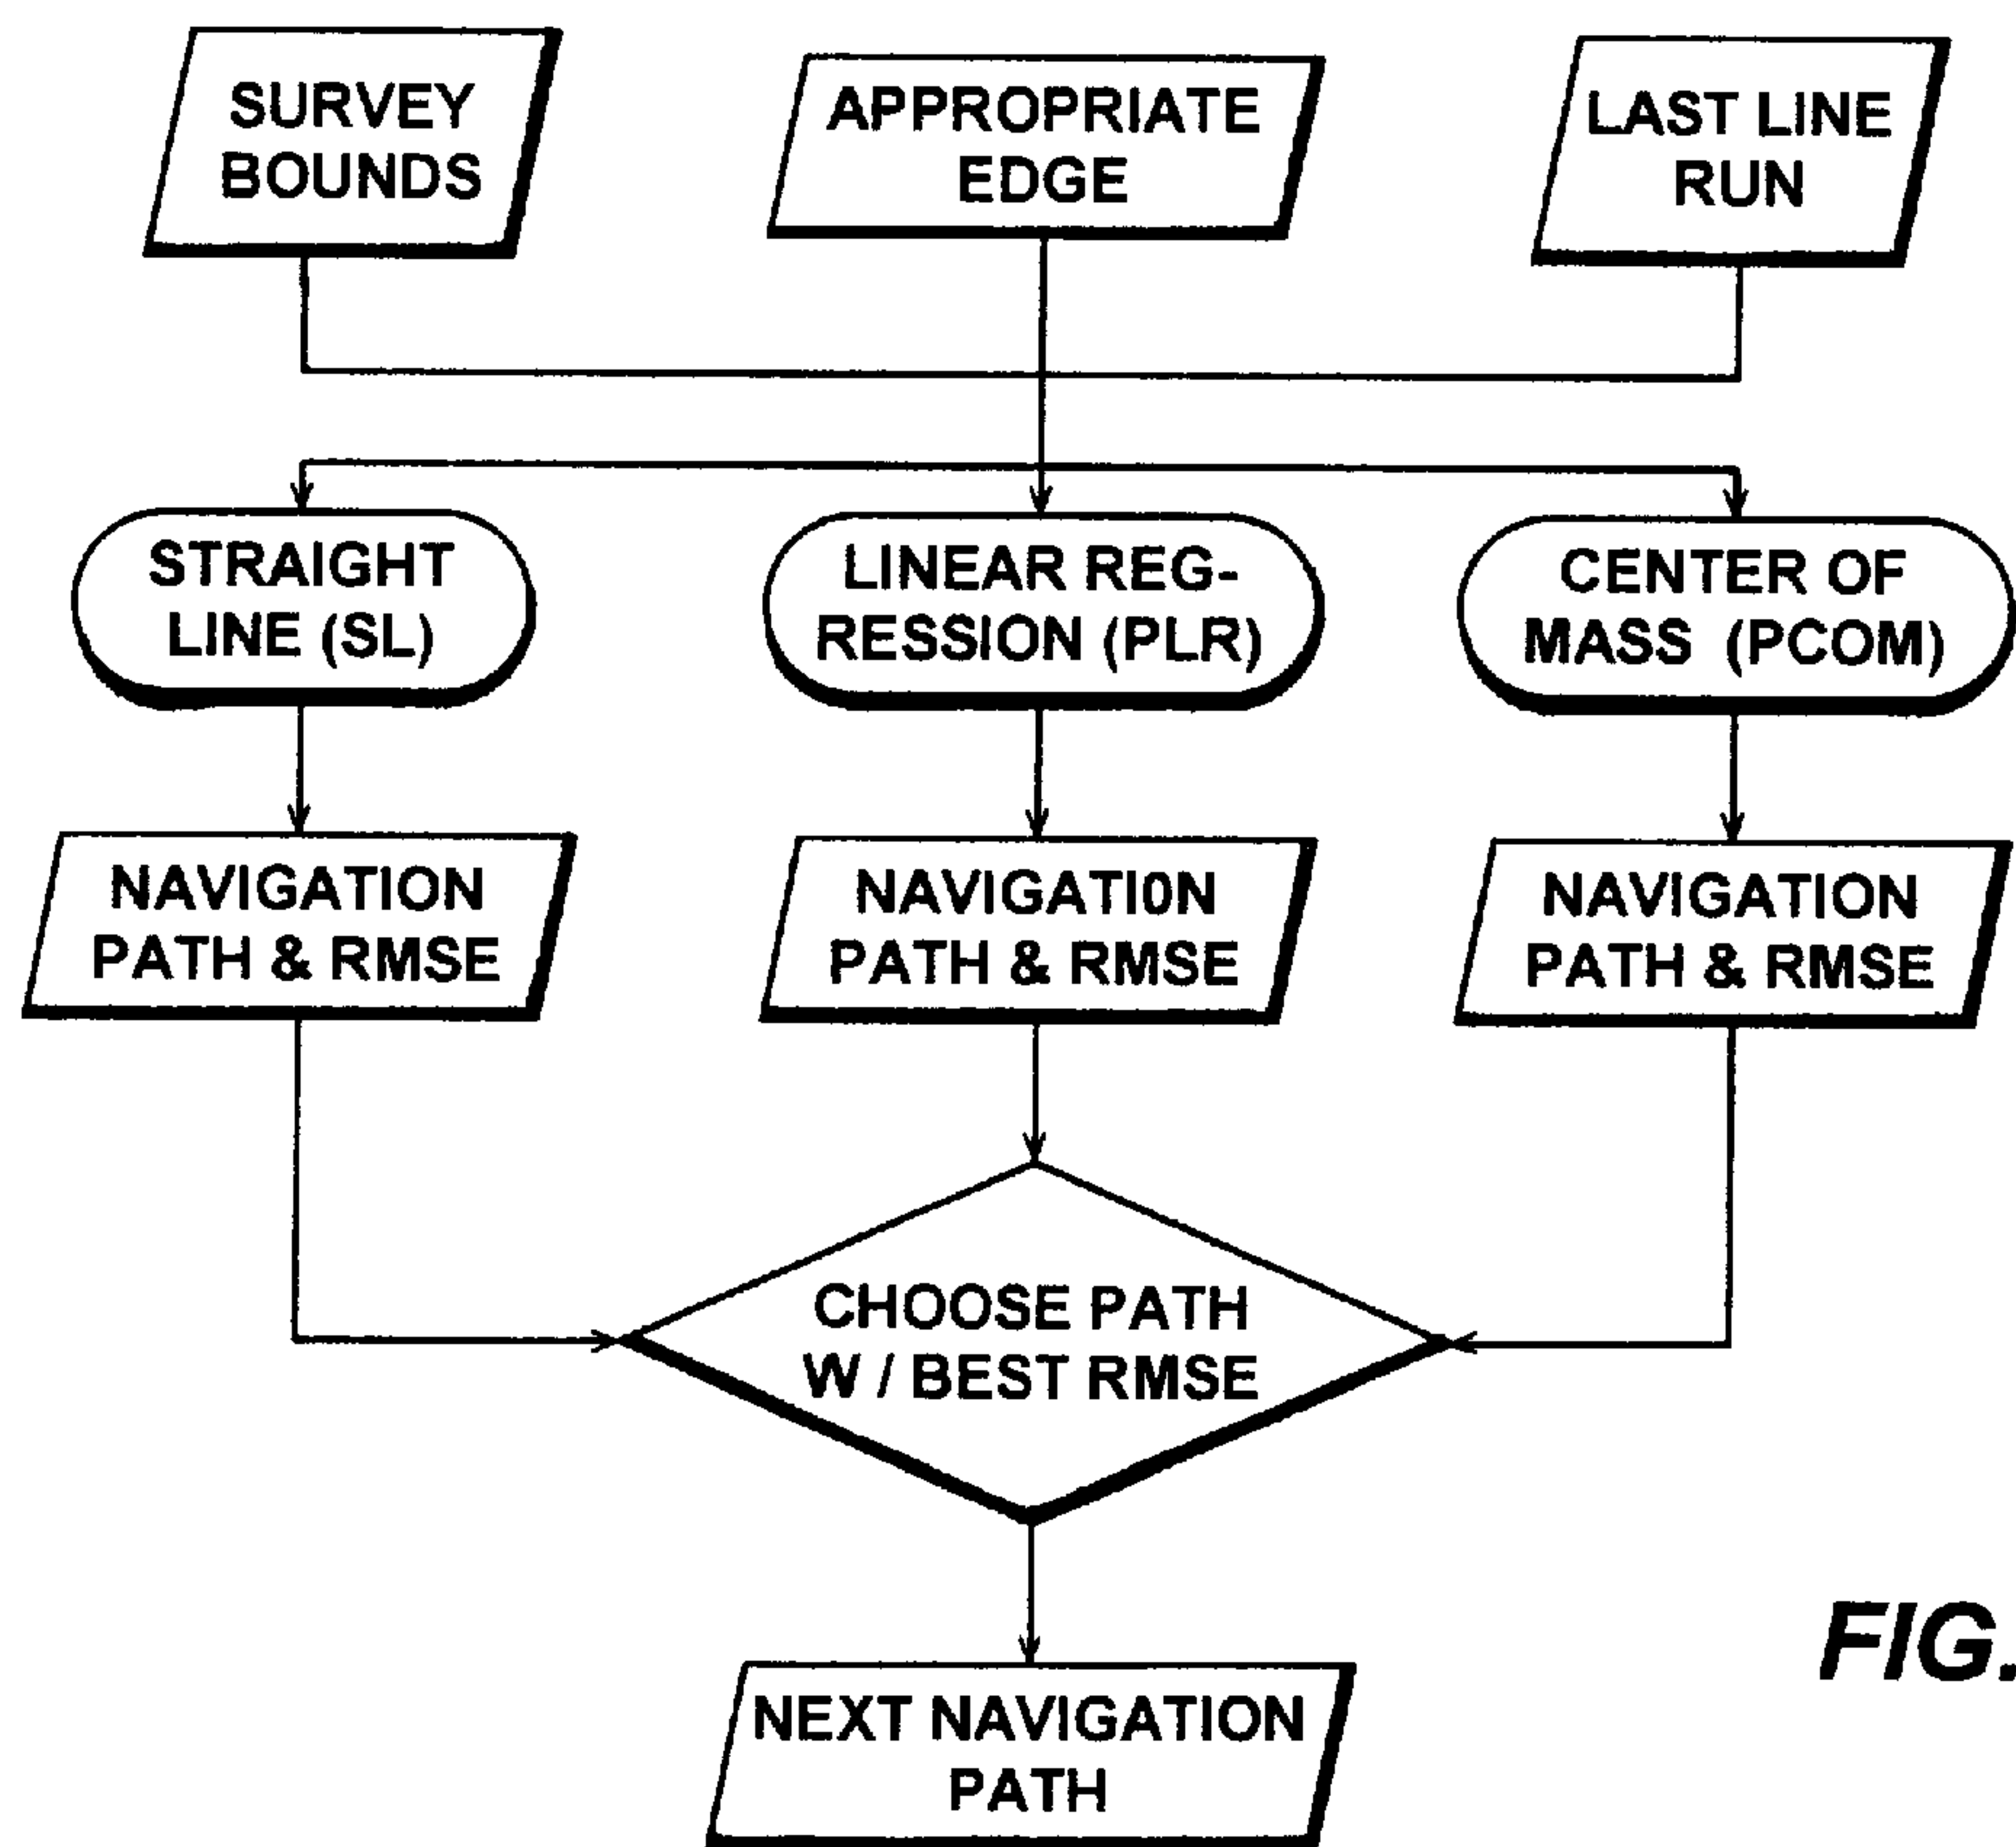 SURVEY
BOUNDS
APPROPRIATE
EDGE
LAST LINE
RUN
STRAIGHT
LINE (SL)
LINEAR REG-
RESSION (PLR)
CENTER OF
MASS (PCOM)
NAVIGATION
PATH & RMSE
NAVIGATION
PATH & RMSE
NAVIGATION
PATH & RMSE
CHOOSE PATH
W / BEST RMSE
NEXT NAVIGATION
PATH
FIG.